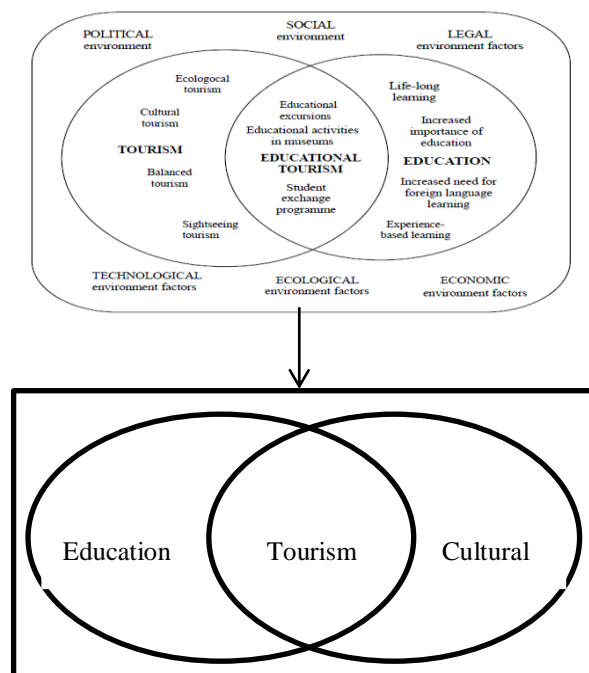 POLITICAL
environment
SOCIAL
environment
LEGAL
environment factors
Ecologocal
tourism
Cultural
tourism
TOURISM
Balanced
tourism
Sightseeing
tourism
Educational
excursions
Educational activities
in museums
EDUCATIONAL
TOURISM
Student
exchange
programme
Life-long
learning
Increased
importance of
education
EDUCATION
Increased need for
foreign language
learning
Experience-
based learning
TECHNOLOGICAL
environment factors
ECOLOGICAL
environment factors
ECONOMIC
environment factors
Education
Tourism
Cultural